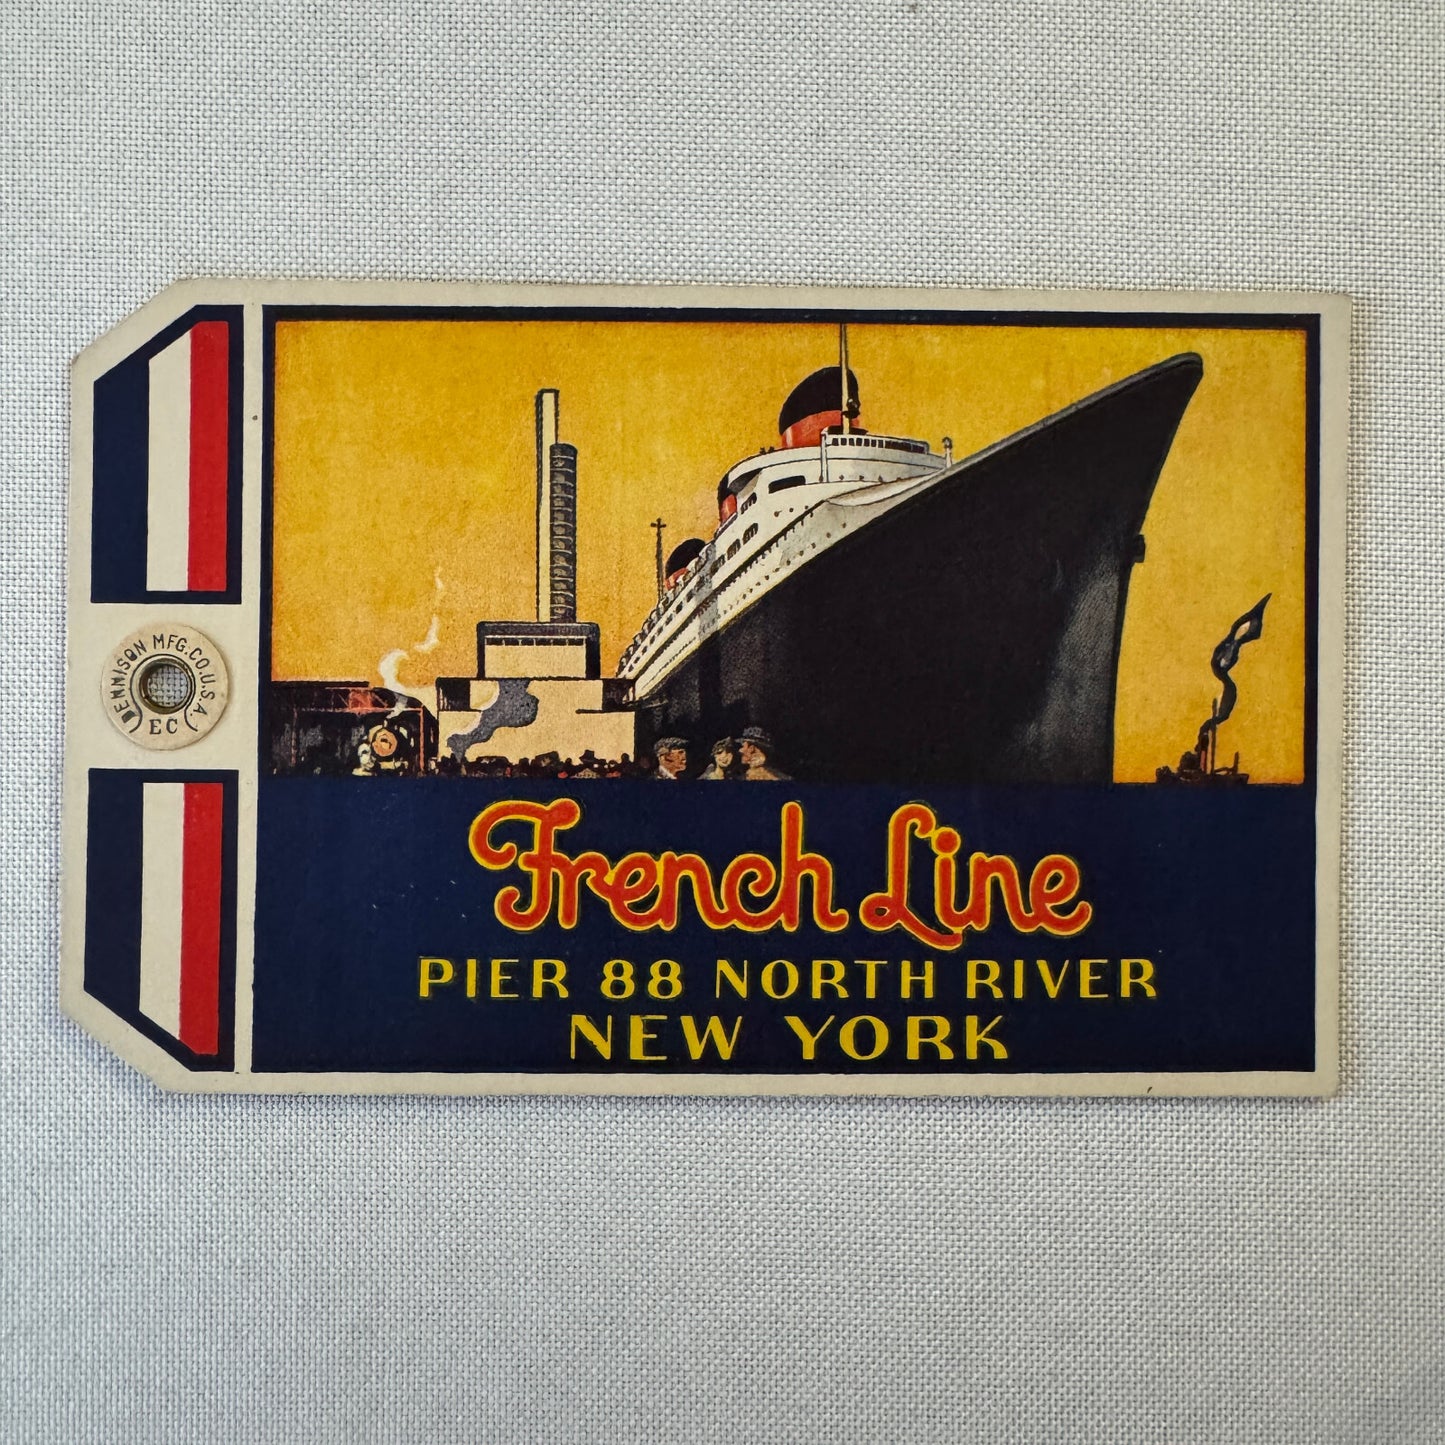 DENNISON MFG. CO. U.S.A.
(EC)
French Line
PIER 88 NORTH RIVER
NEW YORK